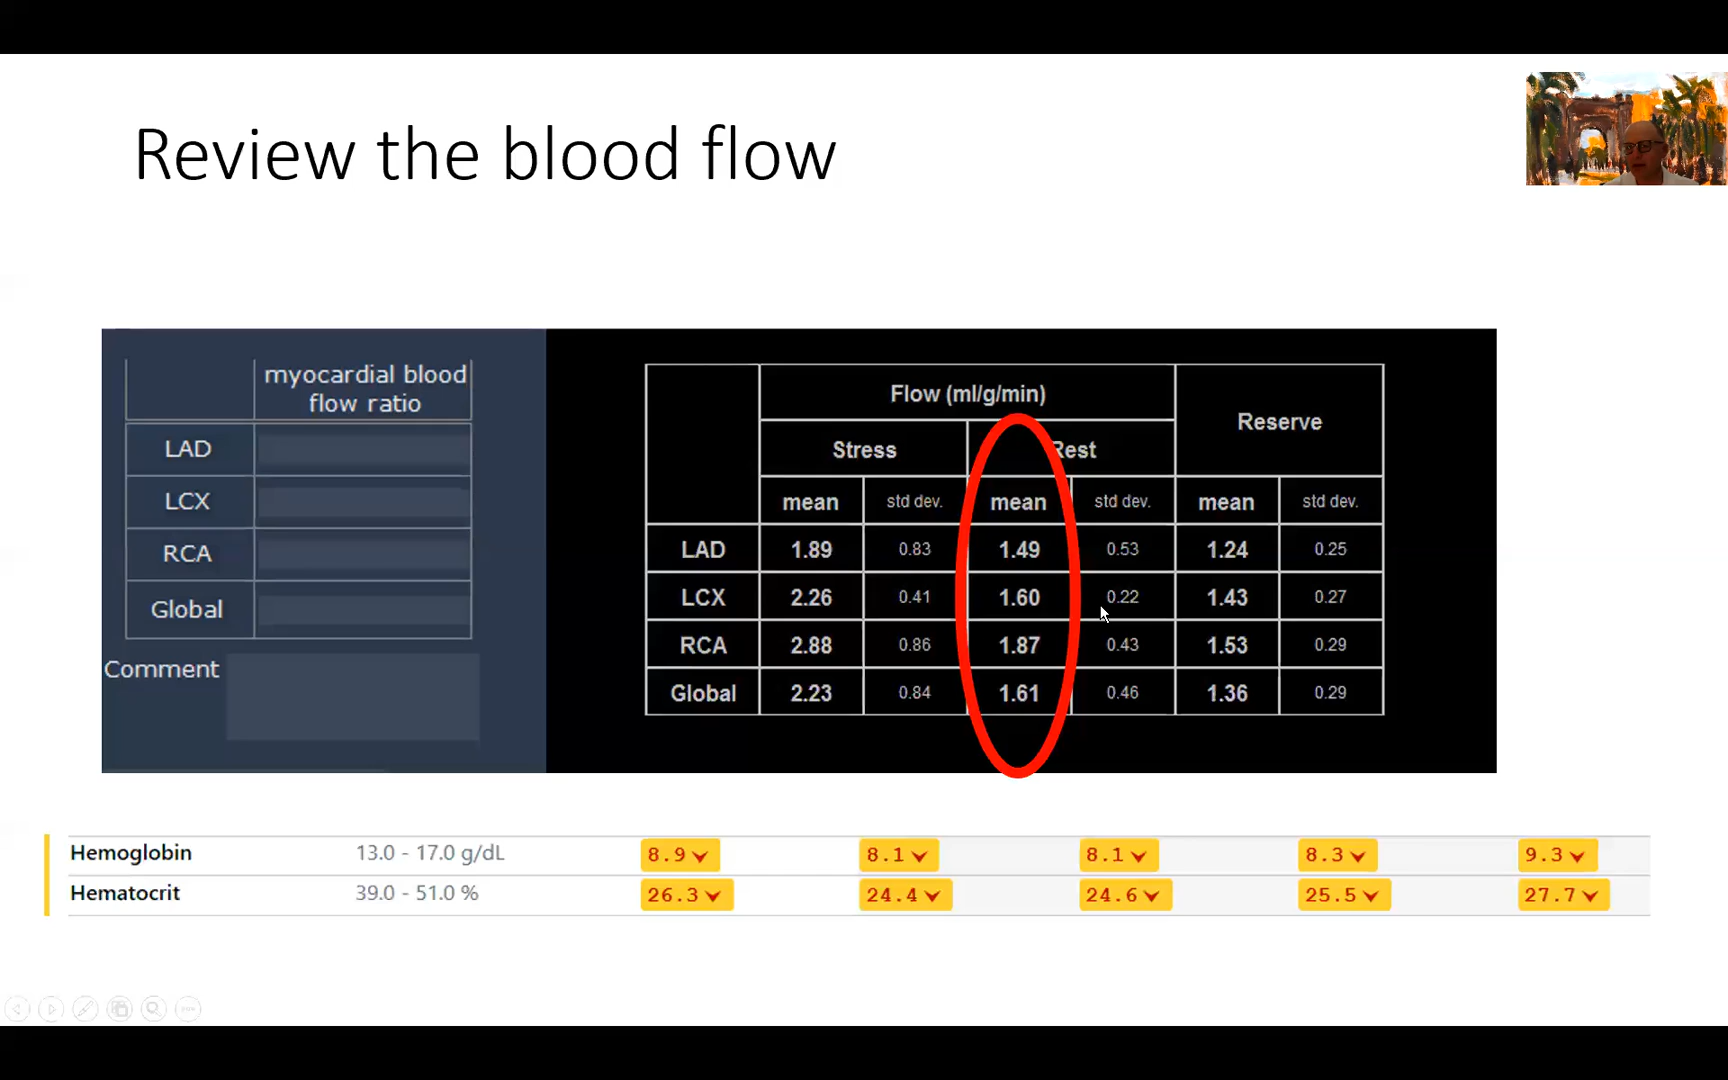 Review the blood flow
myocardial blood
flow ratio
LAD
LCX
RCA
Global
Comment
Flow (ml/g/min) Reserve
Stress Rest
mean std dev. mean std dev. mean std dev.
LAD 1.89 0.83 1.49 0.53 1.24 0.25
LCX 2.26 0.41 1.60 0.22 1.43 0.27
RCA 2.88 0.86 1.87 0.43 1.53 0.29
Global 2.23 0.84 1.61 0.46 1.36 0.29
Hemoglobin 13.0 - 17.0 g/dL 8.9 8.1 8.1 8.3 9.3
Hematocrit 39.0 - 51.0 % 26.3 24.4 24.6 25.5 27.7